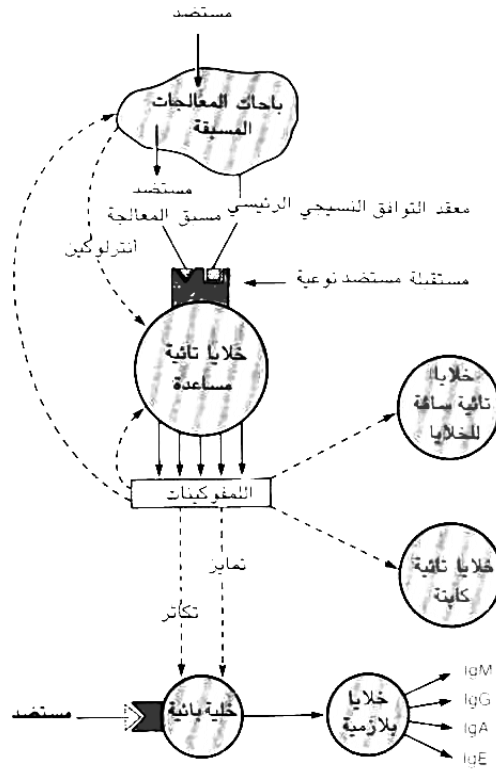 مستضد
باحات المعالجات
المسبقة
مستضد
مسبق المعالجة
معقد التوافق النسيجي الرئيسي
أنترلوكين
مستقبلة مستضد نوعية
خلايا تائية
مساعدة
خلايا
تائية سامة
للخلايا
اللمفوكينات
خلايا تائية
كابتة
تمايز
تكاثر
IgM
IgG
IgA
IgE
خلايا
بلازمية
خلية بائية
مستضد